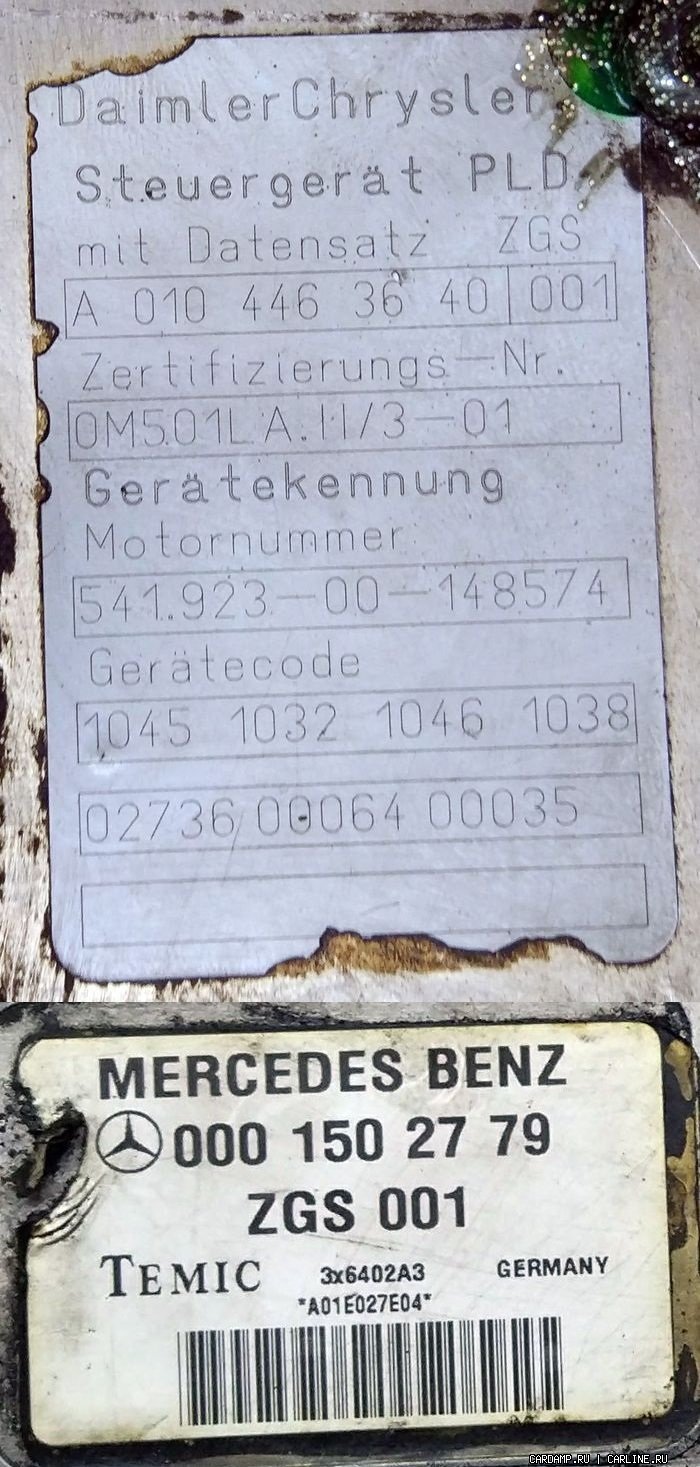 DaimlerChrysler
Steuergerät PLD
mit Datensatz ZGS
A 010 446 36 40 001
Zertifizierungs-Nr.
OM501LA.II/3-01
Gerätekennung
Motornummer
541.923-00-148574
Gerätecode
1045 1032 1046 1038
02736 00064 00035
MERCEDES BENZ
000 150 27 79
ZGS 001
TEMIC 3x6402A3 GERMANY
*A01E027E04*
CARDAMP.RU | CARLINE.RU